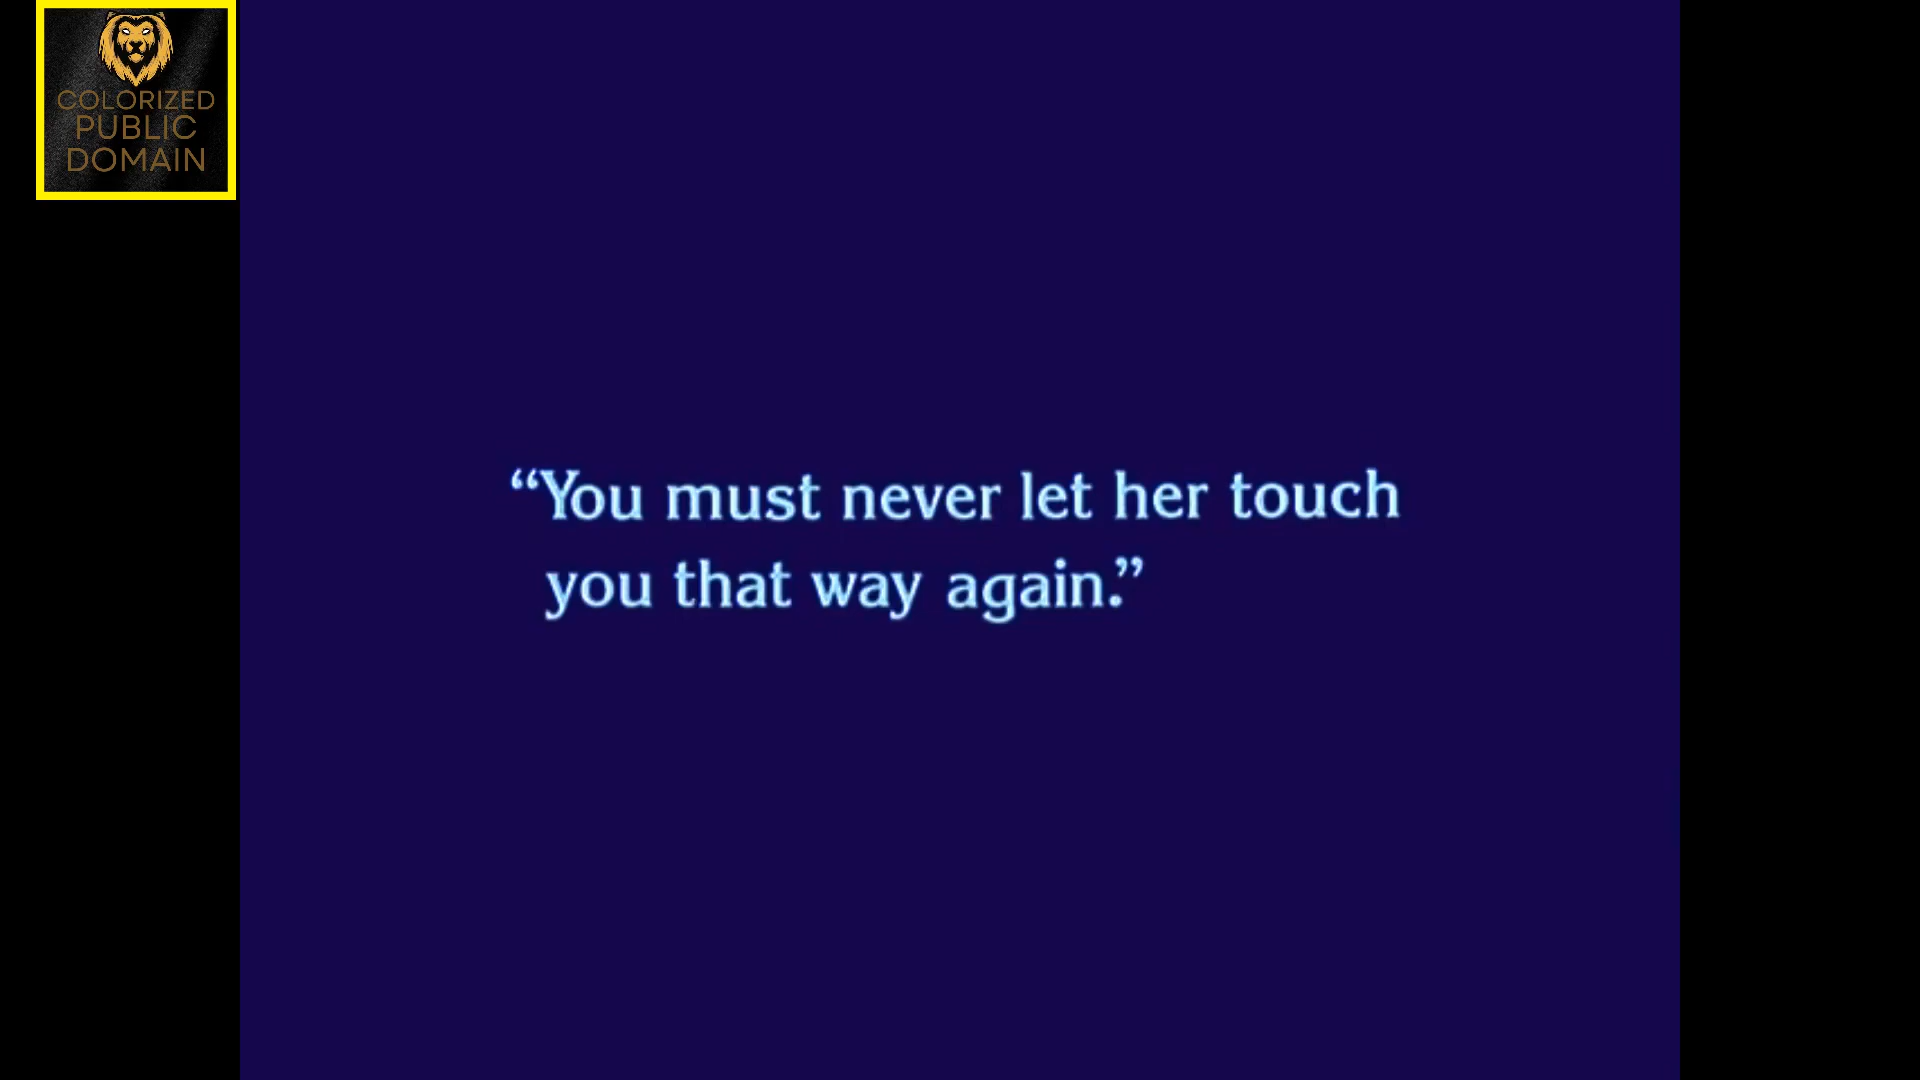 COLORIZED
PUBLIC
DOMAIN
“You must never let her touch
you that way again.”